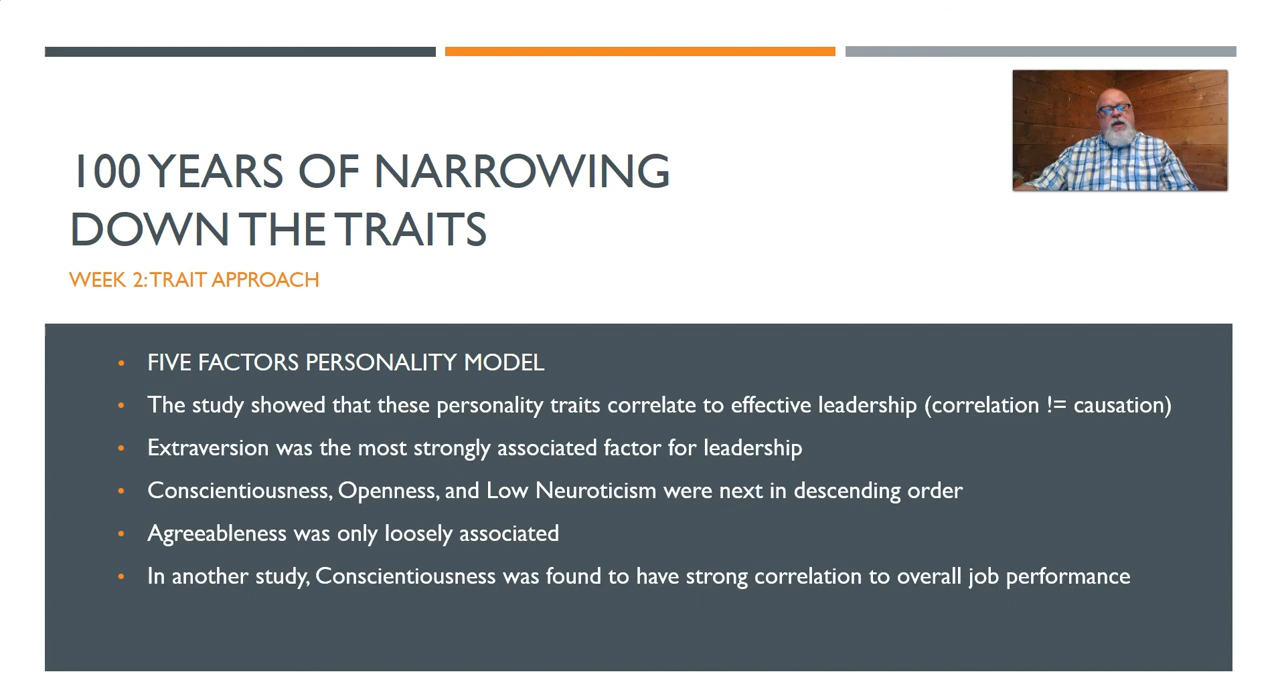 100 YEARS OF NARROWING
DOWN THE TRAITS
WEEK 2: TRAIT APPROACH
• FIVE FACTORS PERSONALITY MODEL
• The study showed that these personality traits correlate to effective leadership (correlation != causation)
• Extraversion was the most strongly associated factor for leadership
• Conscientiousness, Openness, and Low Neuroticism were next in descending order
• Agreeableness was only loosely associated
• In another study, Conscientiousness was found to have strong correlation to overall job performance